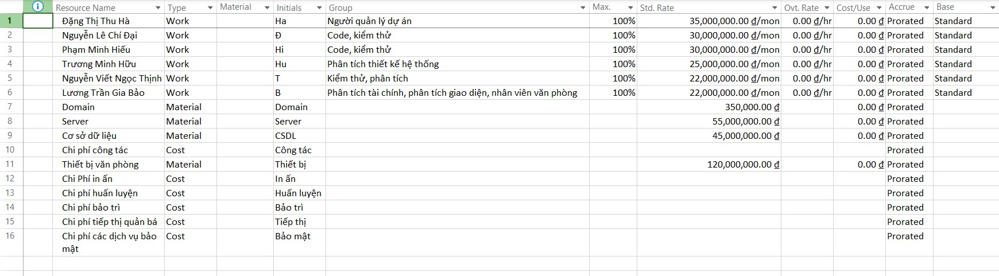 Resource Name Type Material Initials Group Max. Std. Rate Ovt. Rate Cost/Use Accrue Base
1 Đặng Thị Thu Hà Work Ha Người quản lý dự án 100% 35,000,000.00 ₫/mon 0.00 ₫/hr 0.00 ₫ Prorated Standard
2 Nguyễn Lê Chí Đại Work Đ Code, kiểm thử 100% 30,000,000.00 ₫/mon 0.00 ₫/hr 0.00 ₫ Prorated Standard
3 Phạm Minh Hiếu Work Hi Code, kiểm thử 100% 30,000,000.00 ₫/mon 0.00 ₫/hr 0.00 ₫ Prorated Standard
4 Trương Minh Hữu Work Hu Phân tích thiết kế hệ thống 100% 25,000,000.00 ₫/mon 0.00 ₫/hr 0.00 ₫ Prorated Standard
5 Nguyễn Viết Ngọc Thịnh Work T Kiểm thử, phân tích 100% 22,000,000.00 ₫/mon 0.00 ₫/hr 0.00 ₫ Prorated Standard
6 Lương Trần Gia Bảo Work B Phân tích tài chính, phân tích giao diện, nhân viên văn phòng 100% 22,000,000.00 ₫/mon 0.00 ₫/hr 0.00 ₫ Prorated Standard
7 Domain Material Domain 350,000.00 ₫ 0.00 ₫ Prorated
8 Server Material Server 55,000,000.00 ₫ 0.00 ₫ Prorated
9 Cơ sở dữ liệu Material CSDL 45,000,000.00 ₫ 0.00 ₫ Prorated
10 Chi phí công tác Cost Công tác Prorated
11 Thiết bị văn phòng Material Thiết bị 120,000,000.00 ₫ 0.00 ₫ Prorated
12 Chi Phí in ấn Cost In ấn Prorated
13 Chi phí huấn luyện Cost Huấn luyện Prorated
14 Chi phí bảo trì Cost Bảo trì Prorated
15 Chi phí tiếp thị quản bá Cost Tiếp thị Prorated
16 Chi phí các dịch vụ bảo Cost Bảo mật Prorated
mật